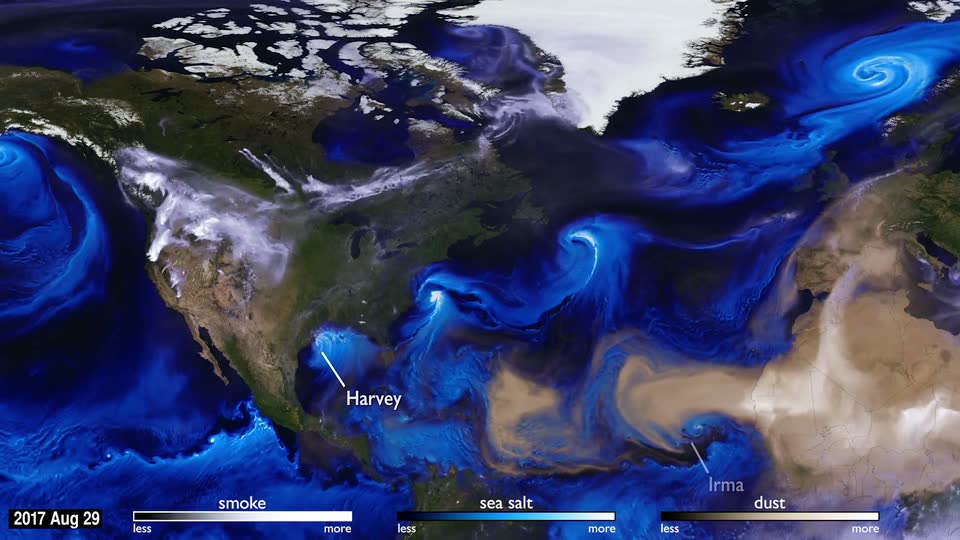 Harvey
Irma
2017 Aug 29
smoke
less more
sea salt
less more
dust
less more